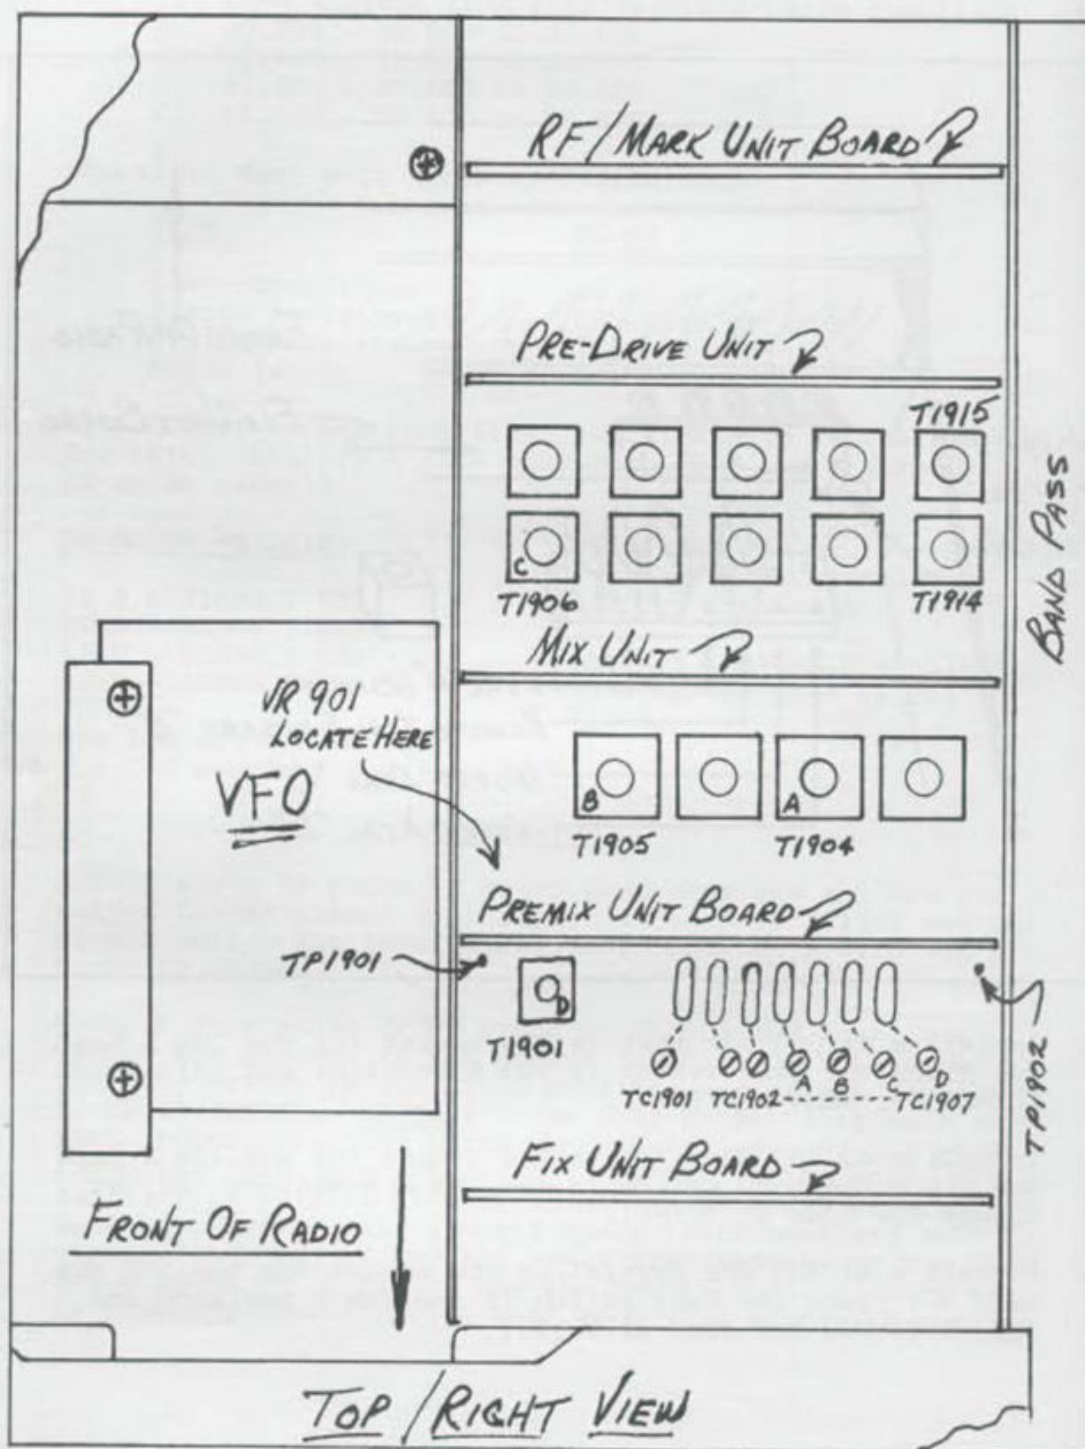 RF/MARK UNIT BOARD
PRE-DRIVE UNIT
T1915
C
T1906
T1914
BAND PASS
MIX UNIT
VR 901
LOCATE HERE
VFO
B
A
T1905
T1904
PREMIX UNIT BOARD
TP1901
D
T1901
A B C D
TC1901 TC1902------TC1907
TP1902
FIX UNIT BOARD
FRONT OF RADIO
TOP/RIGHT VIEW